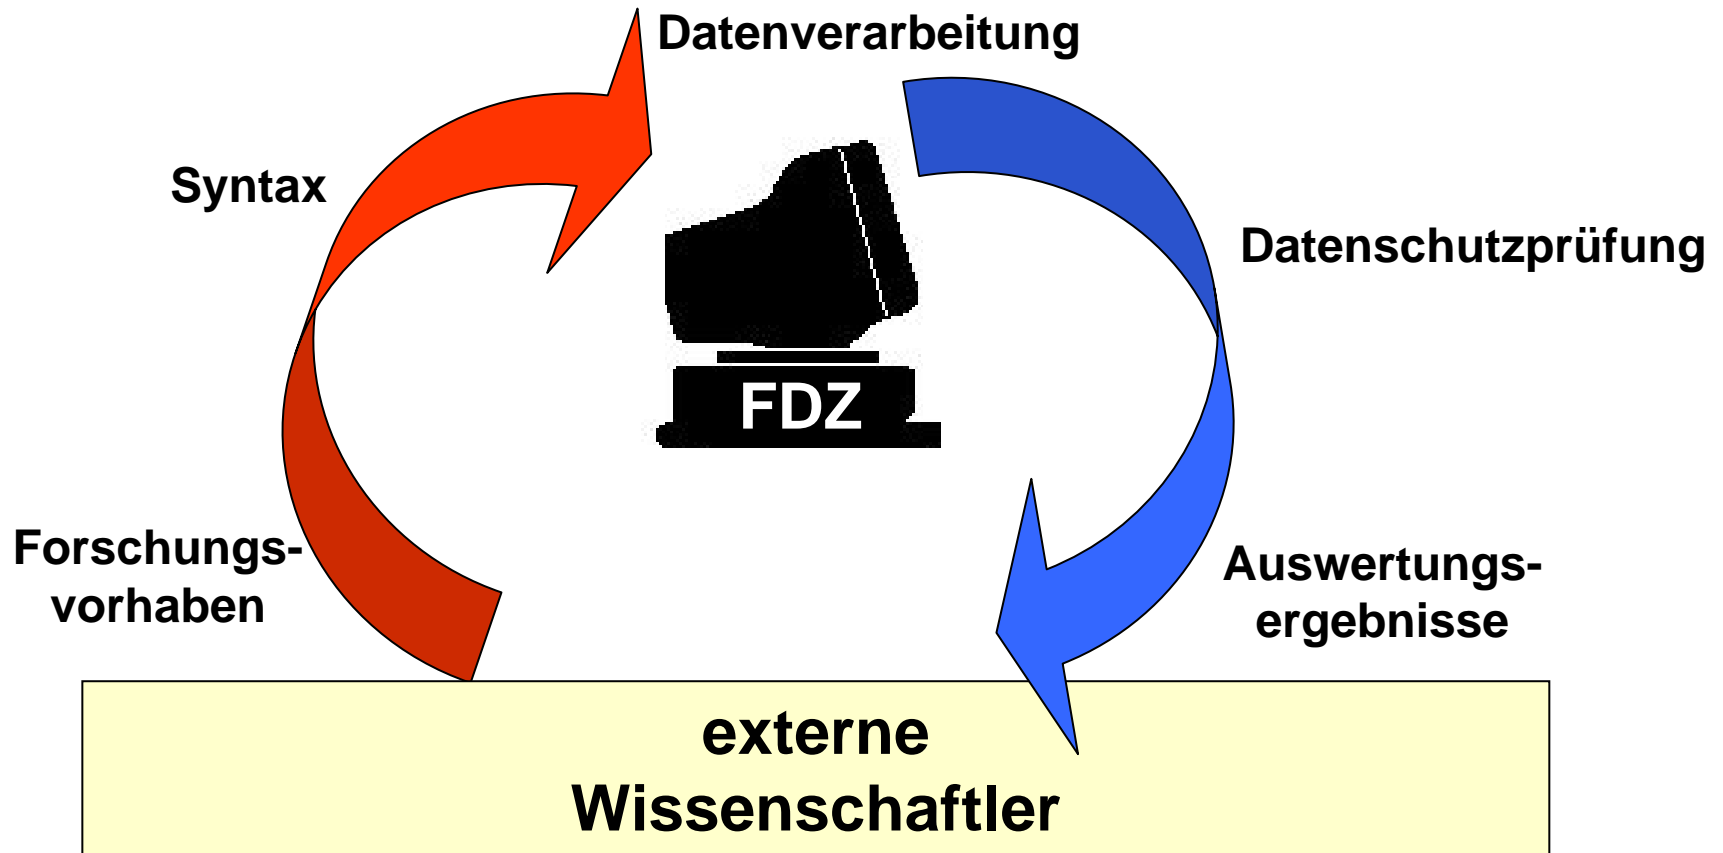 Datenverarbeitung
Syntax
Datenschutzprüfung
FDZ
Forschungs-
vorhaben
Auswertungs-
ergebnisse
externe
Wissenschaftler